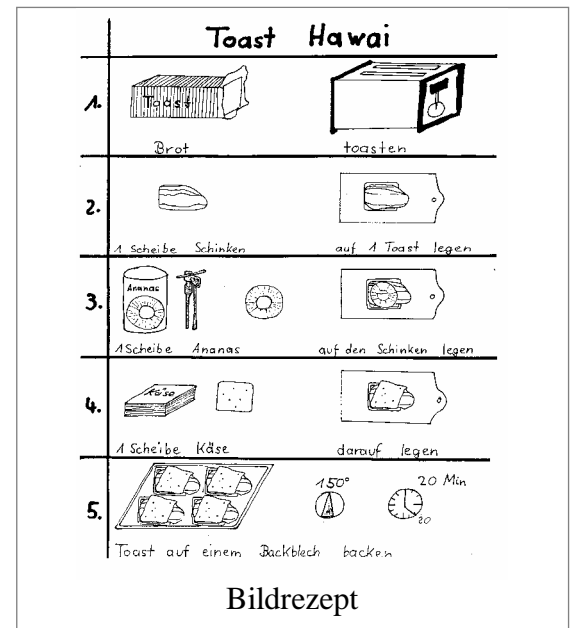 Toast Hawai
1.
Toast
Brot
toasten
2.
1 Scheibe Schinken
auf 1 Toast legen
3.
Ananas
1 Scheibe Ananas
auf den Schinken legen
4.
Käse
1 Scheibe Käse
darauf legen
5.
150°
20 Min
20
Toast auf einem Backblech backen
Bildrezept